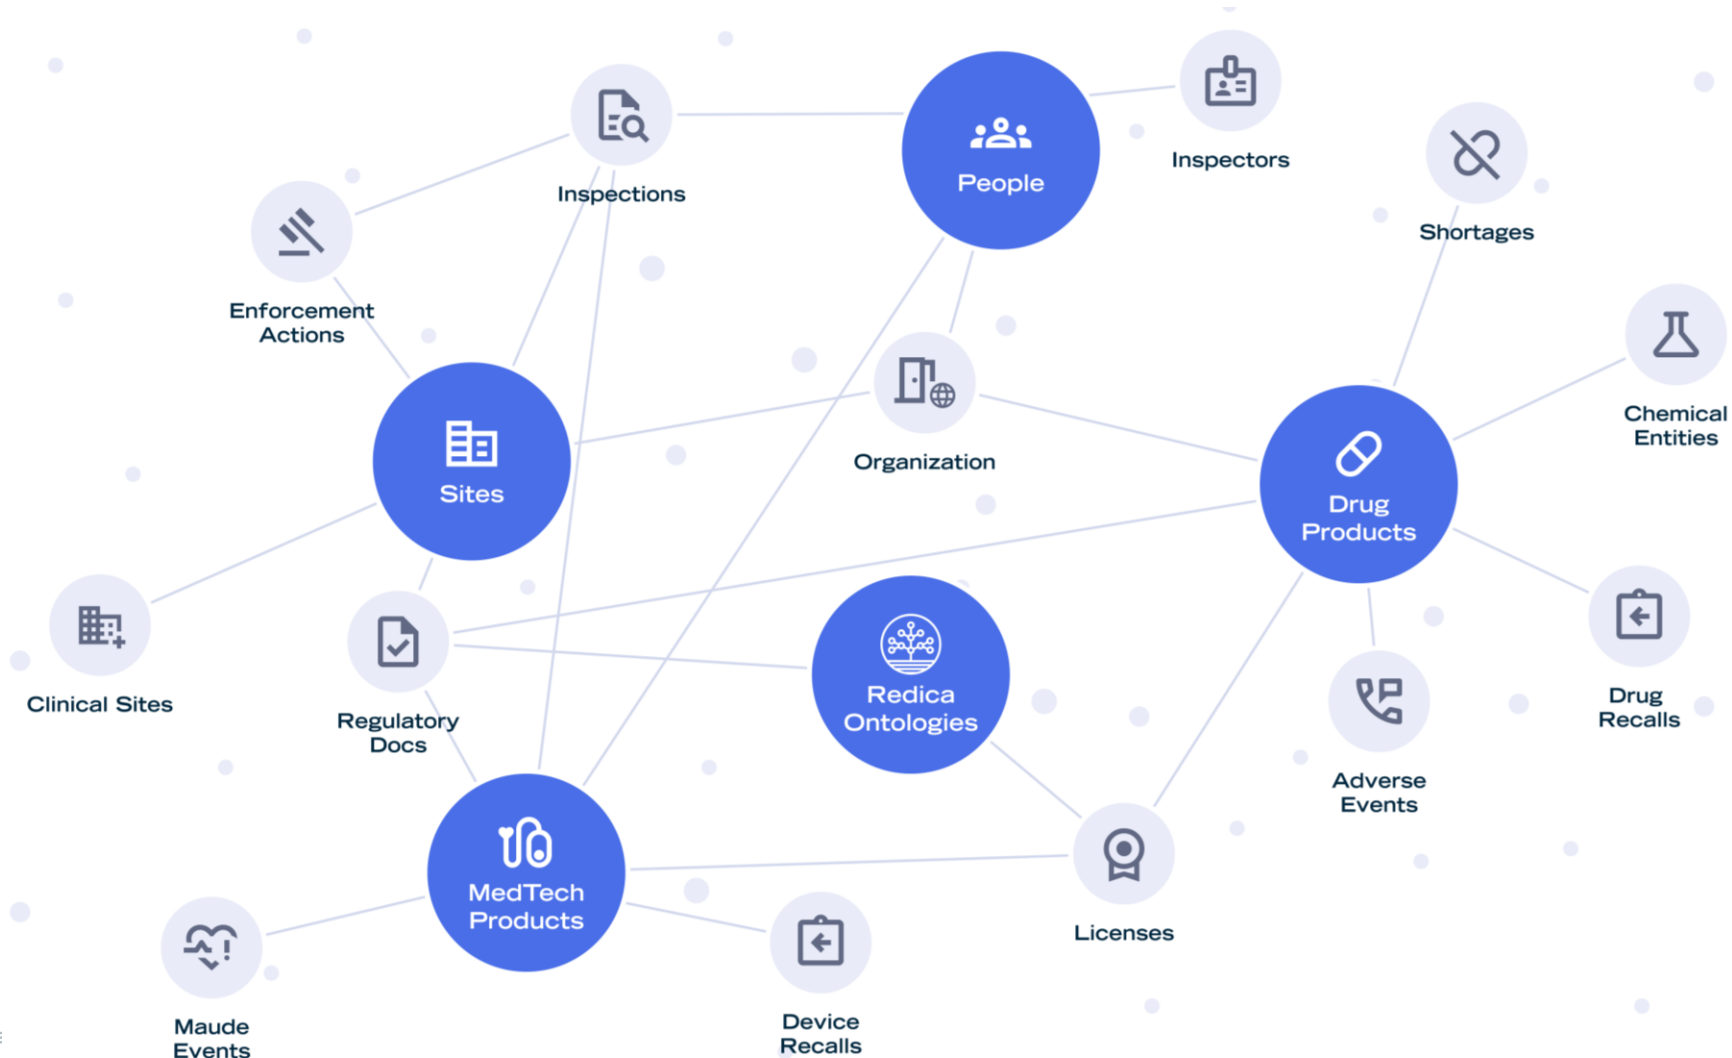 People
Inspectors
Inspections
Shortages
Enforcement
Actions
Chemical
Entities
Organization
Sites
Drug
Products
Clinical Sites
Regulatory
Docs
Redica
Ontologies
Drug
Recalls
Adverse
Events
MedTech
Products
Licenses
Maude
Events
Device
Recalls